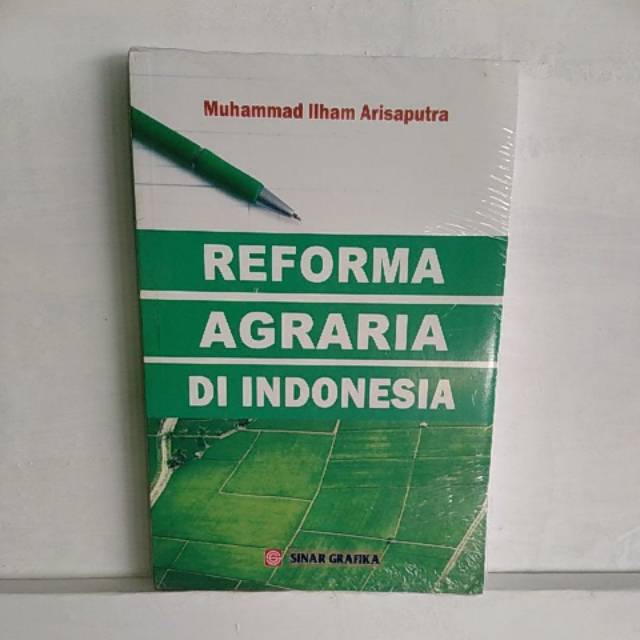 Muhammad Ilham Arisaputra
REFORMA
AGRARIA
DI INDONESIA
SINAR GRAFIKA